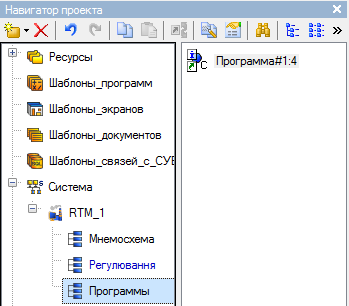 Навигатор проекта
Ресурсы
Шаблоны_программ
Шаблоны_экранов
Шаблоны_документов
Шаблоны_связей_с_СУБ
Система
RTM_1
Мнемосхема
Регулювання
Программы
Программа#1:4